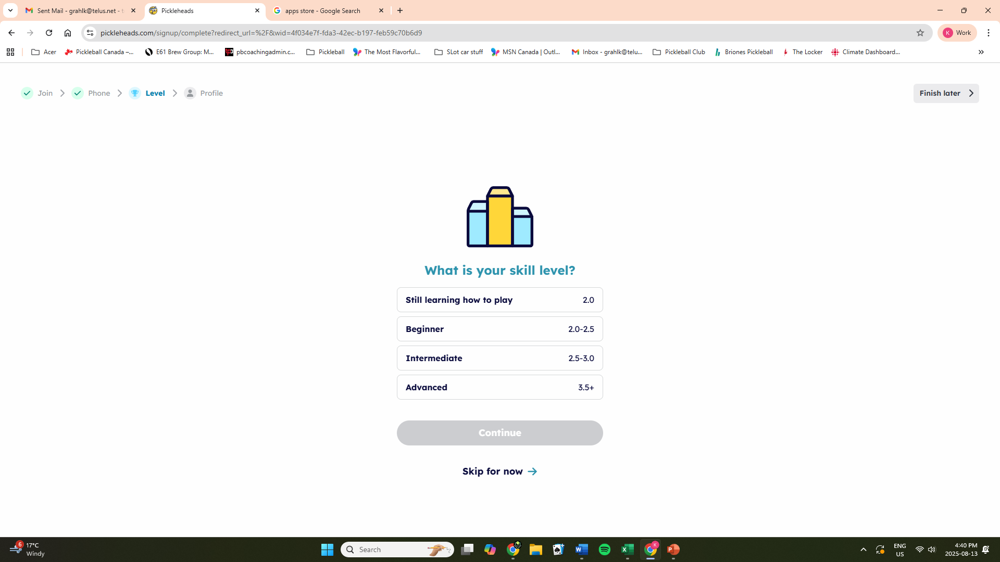 Sent Mail - grahlk@telus.net - t
Pickleheads
apps store - Google Search
pickleheads.com/signup/complete?redirect_url=%2F&wid=4f034e7f-fda3-42ec-b197-feb59c70b6d9
K Work
Acer
Pickleball Canada –...
E61 Brew Group: M...
pbcoachingadmin.c...
Pickleball
The Most Flavorful...
SLot car stuff
MSN Canada | Outl...
Inbox - grahlk@telu...
Pickleball Club
Briones Pickleball
The Locker
Climate Dashboard...
Join
Phone
Level
Profile
Finish later
What is your skill level?
Still learning how to play 2.0
Beginner 2.0-2.5
Intermediate 2.5-3.0
Advanced 3.5+
Continue
Skip for now
6
17°C
Windy
Search
K
ENG
US
4:40 PM
2025-08-13